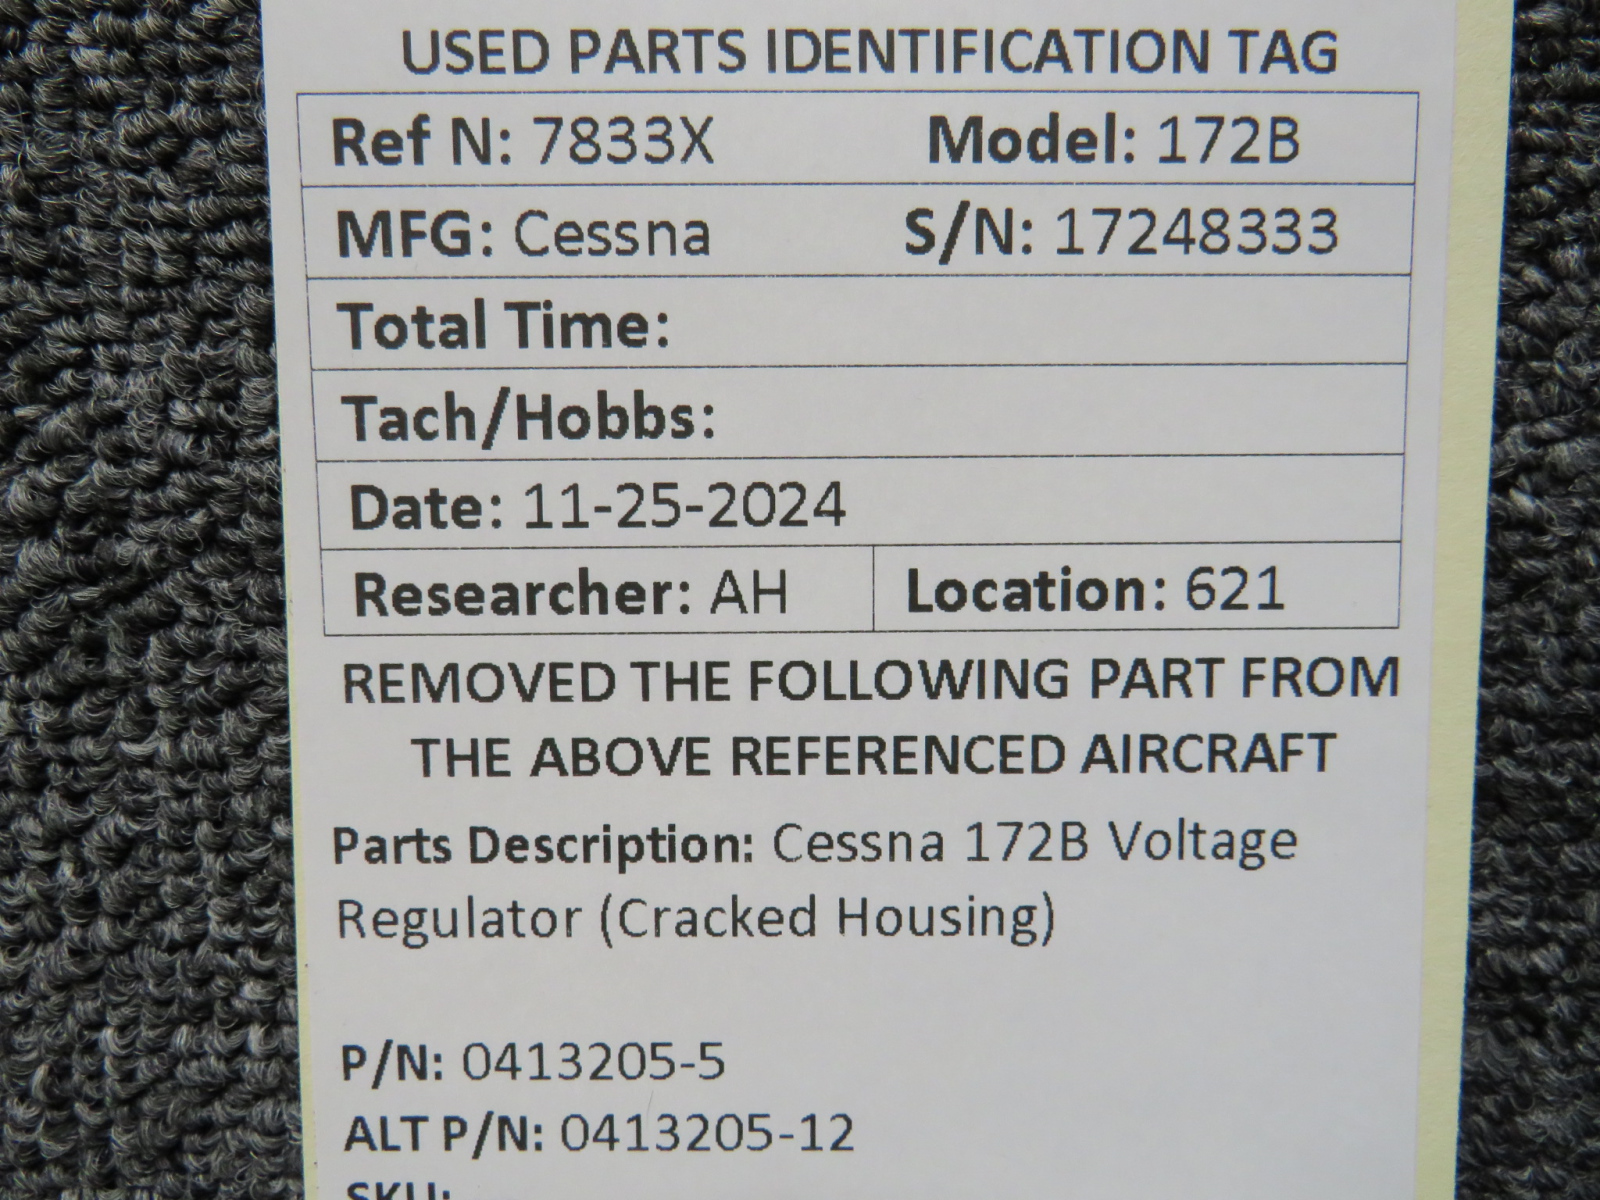 USED PARTS IDENTIFICATION TAG
Ref N: 7833X Model: 172B
MFG: Cessna S/N: 17248333
Total Time:
Tach/Hobbs:
Date: 11-25-2024
Researcher: AH Location: 621
REMOVED THE FOLLOWING PART FROM
THE ABOVE REFERENCED AIRCRAFT
Parts Description: Cessna 172B Voltage
Regulator (Cracked Housing)
P/N: 0413205-5
ALT P/N: 0413205-12
SKU: